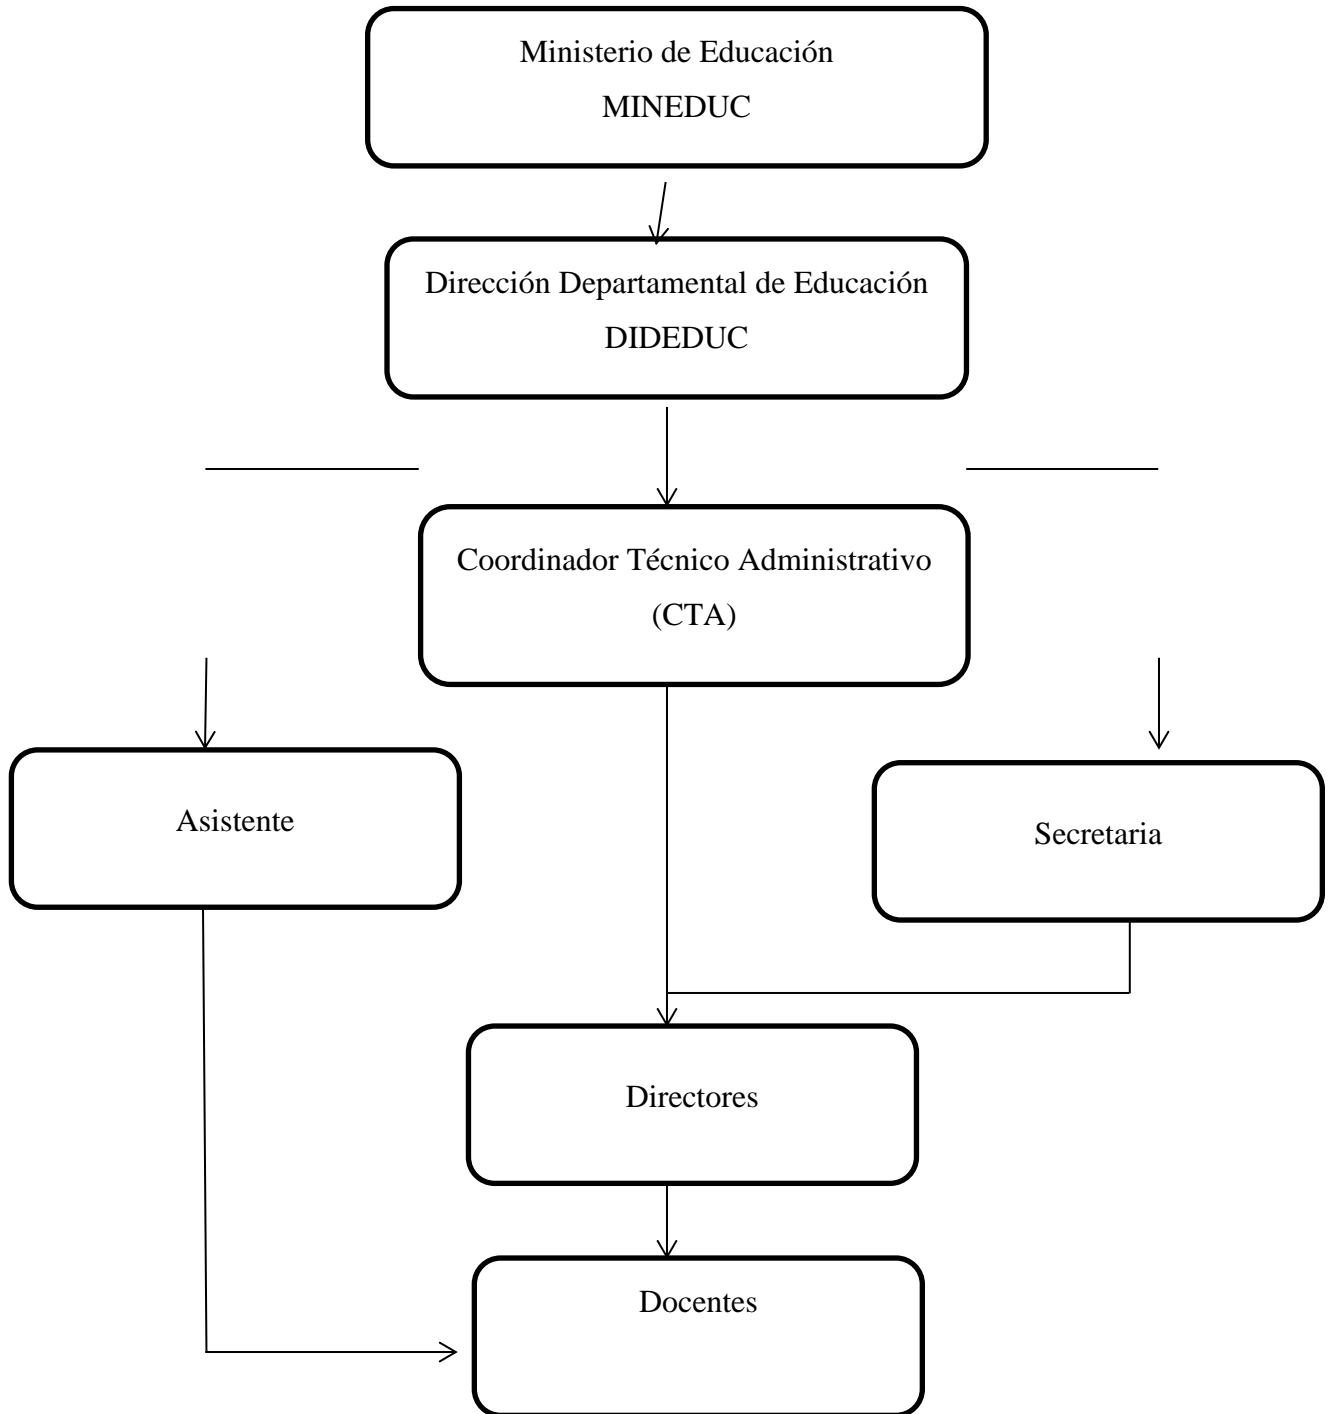 Ministerio de Educación
MINEDUC
Dirección Departamental de Educación
DIDEDUC
Coordinador Técnico Administrativo
(CTA)
Asistente
Secretaria
Directores
Docentes